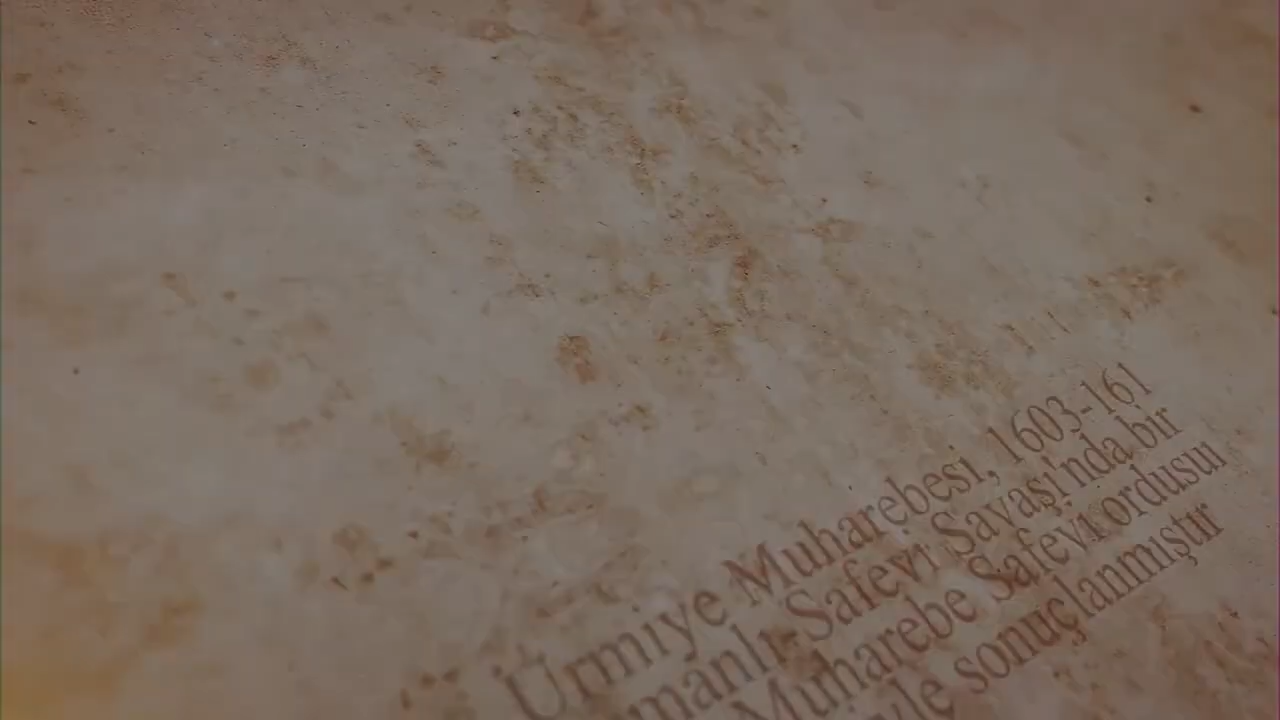 Urmiye Muharebesi, 1603-161
manlı-Safevi Savaşı'nda bir
Muharebe Safevi ordusu
sonuçlanmıştır